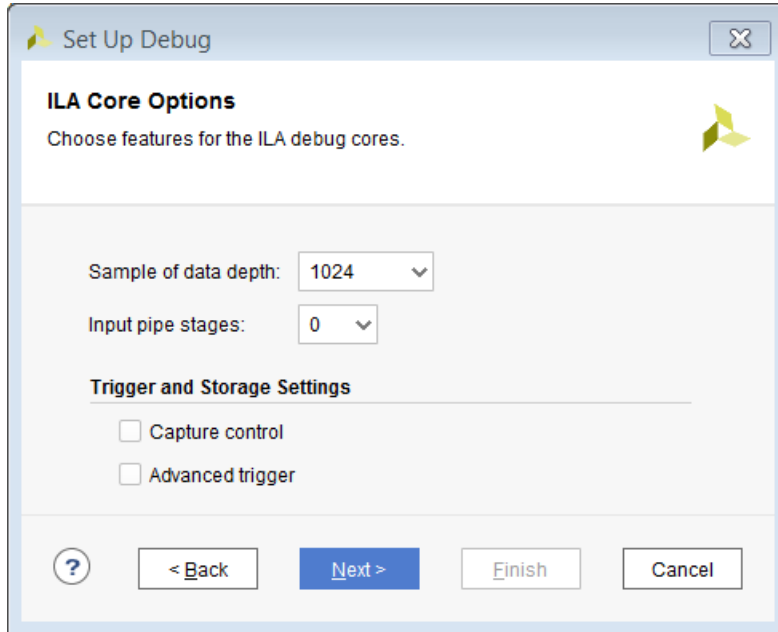 Set Up Debug
ILA Core Options
Choose features for the ILA debug cores.
Sample of data depth: 1024
Input pipe stages: 0
Trigger and Storage Settings
Capture control
Advanced trigger
? < Back Next > Finish Cancel